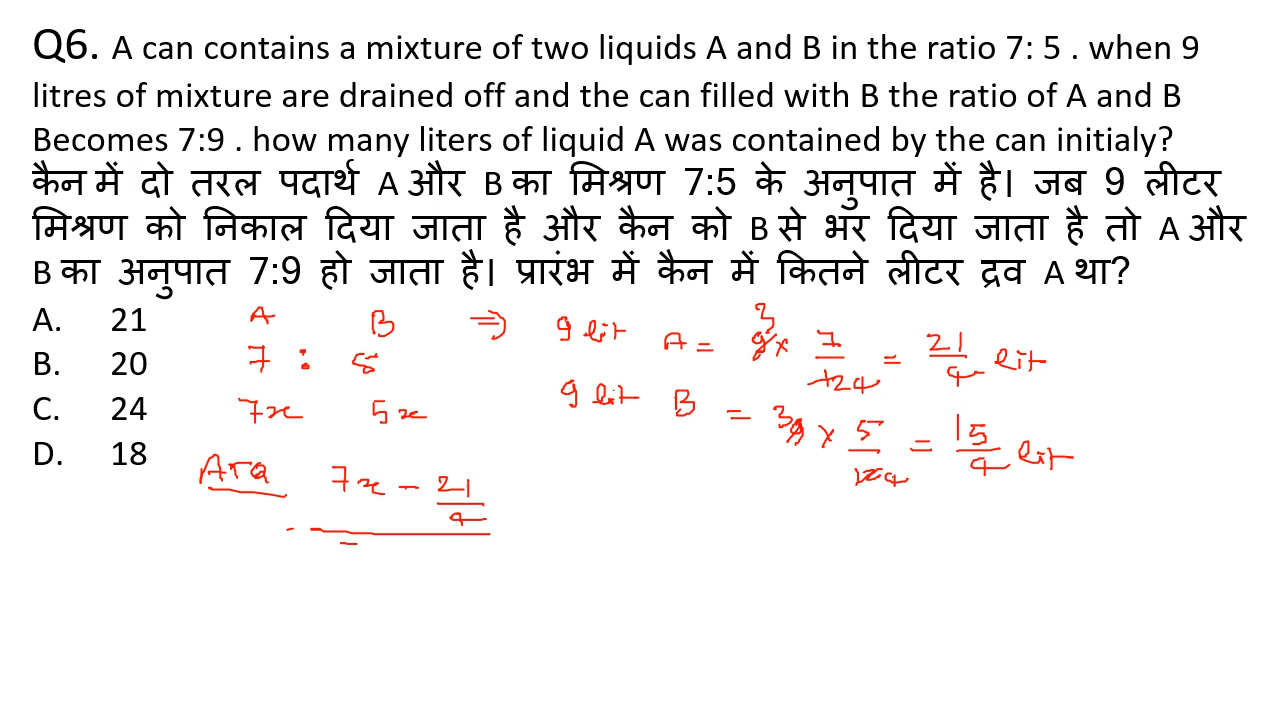 Q6. A can contains a mixture of two liquids A and B in the ratio 7: 5 . when 9
litres of mixture are drained off and the can filled with B the ratio of A and B
Becomes 7:9 . how many liters of liquid A was contained by the can initialy?
कैन में दो तरल पदार्थ A और B का मिश्रण 7:5 के अनुपात में है। जब 9 लीटर
मिश्रण को निकाल दिया जाता है और कैन को B से भर दिया जाता है तो A और
B का अनुपात 7:9 हो जाता है। प्रारंभ में कैन में कितने लीटर द्रव A था?
A. 21
B. 20
C. 24
D. 18
A B ⇒ 9 lit A = 9 3 × 7/12 4 = 21/4 lit
7 : 5
9 lit B = 9 3 × 5/12 4 = 15/4 lit
7x 5x
ATQ 7x - 21/4
=